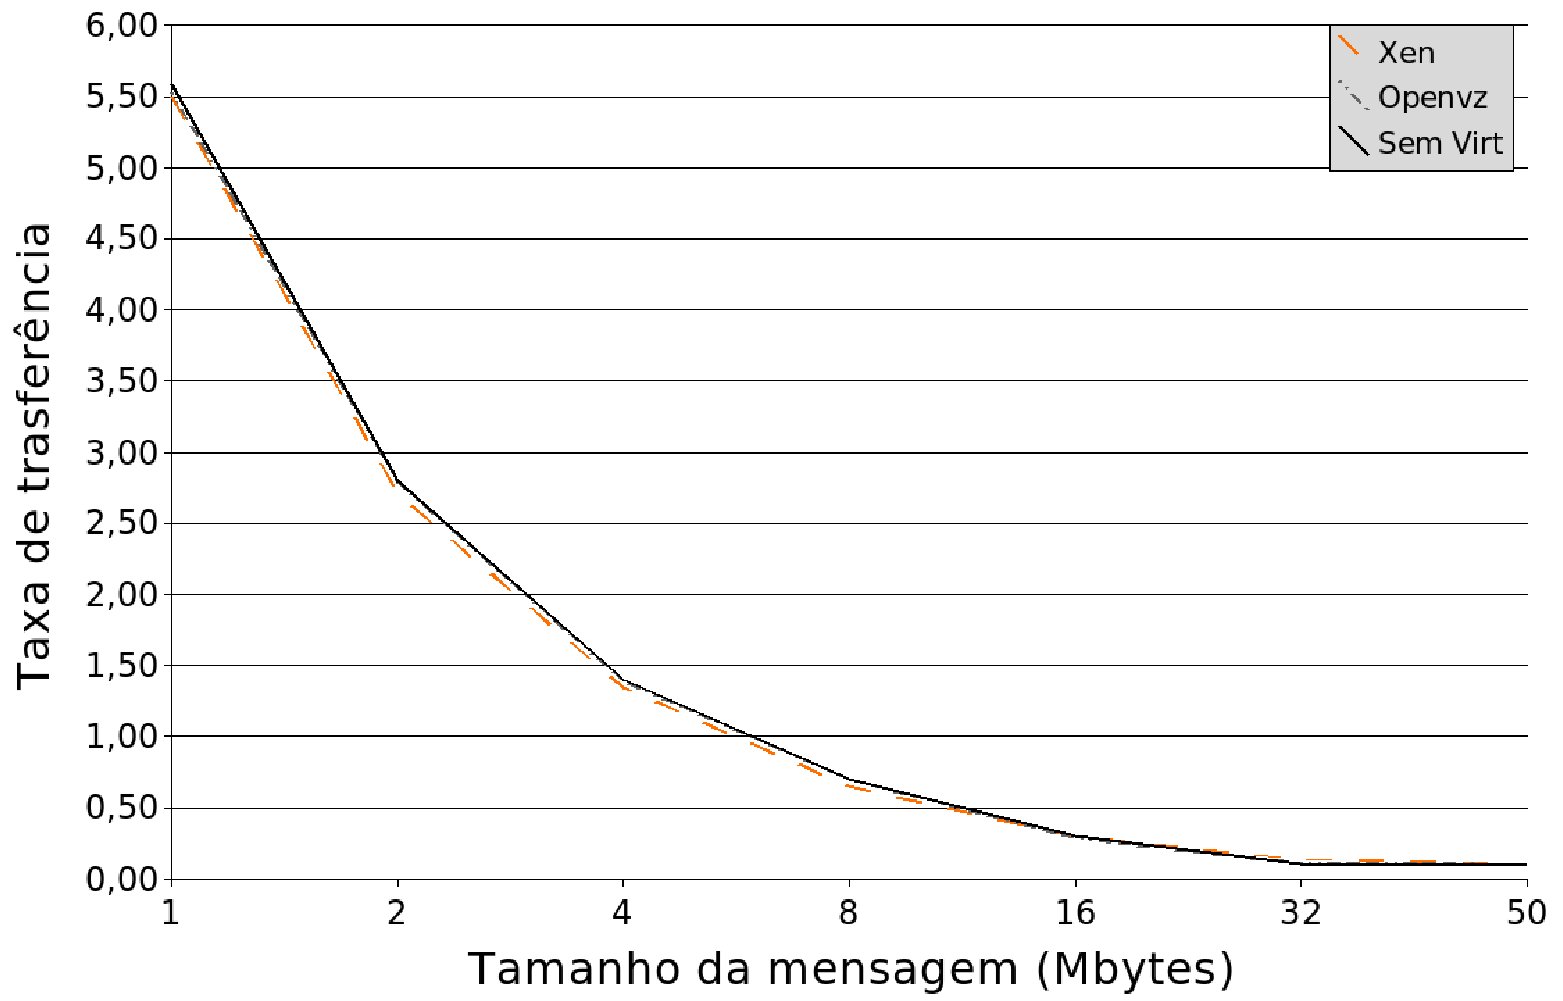 6,00
5,50
5,00
4,50
4,00
3,50
3,00
2,50
2,00
1,50
1,00
0,50
0,00
Taxa de trasferência
Xen
Openvz
Sem Virt
1 2 4 8 16 32 50
Tamanho da mensagem (Mbytes)